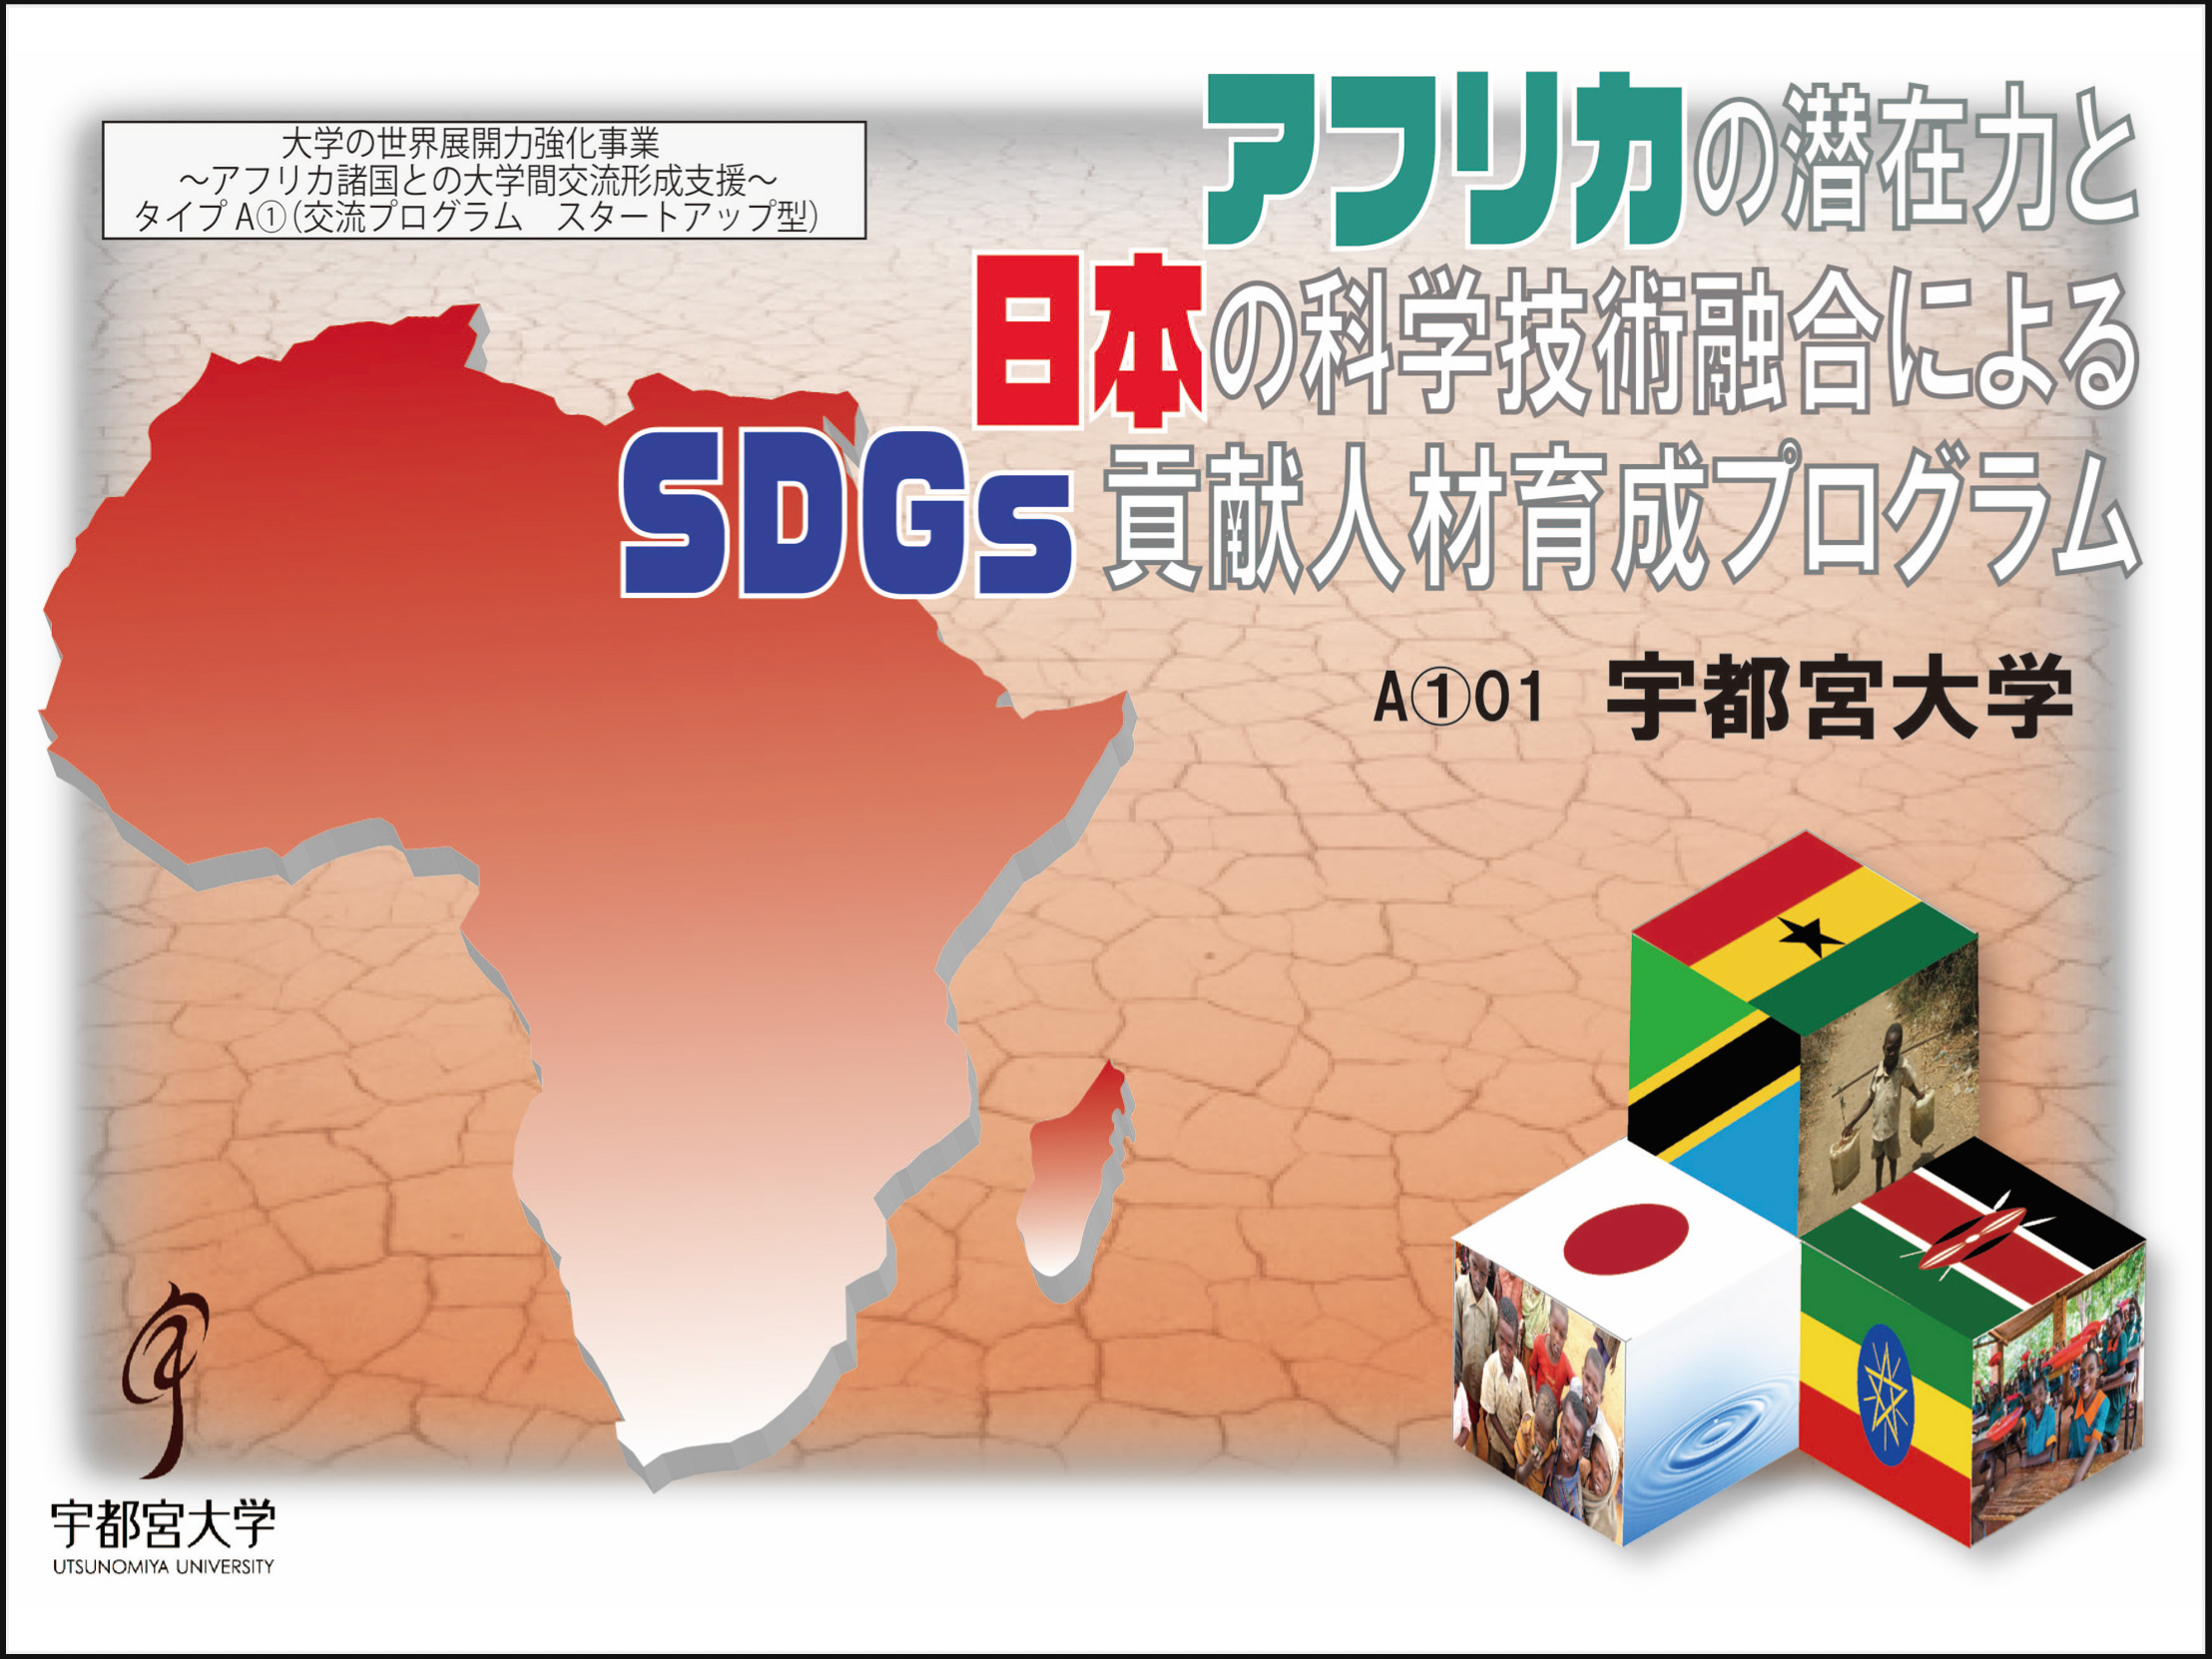 大学の世界展開力強化事業
～アフリカ諸国との大学間交流形成支援～
タイプA①（交流プログラム　スタートアップ型）
アフリカの潜在力と
日本の科学技術融合による
SDGs貢献人材育成プログラム
A①01　宇都宮大学
宇都宮大学
UTSUNOMIYA UNIVERSITY